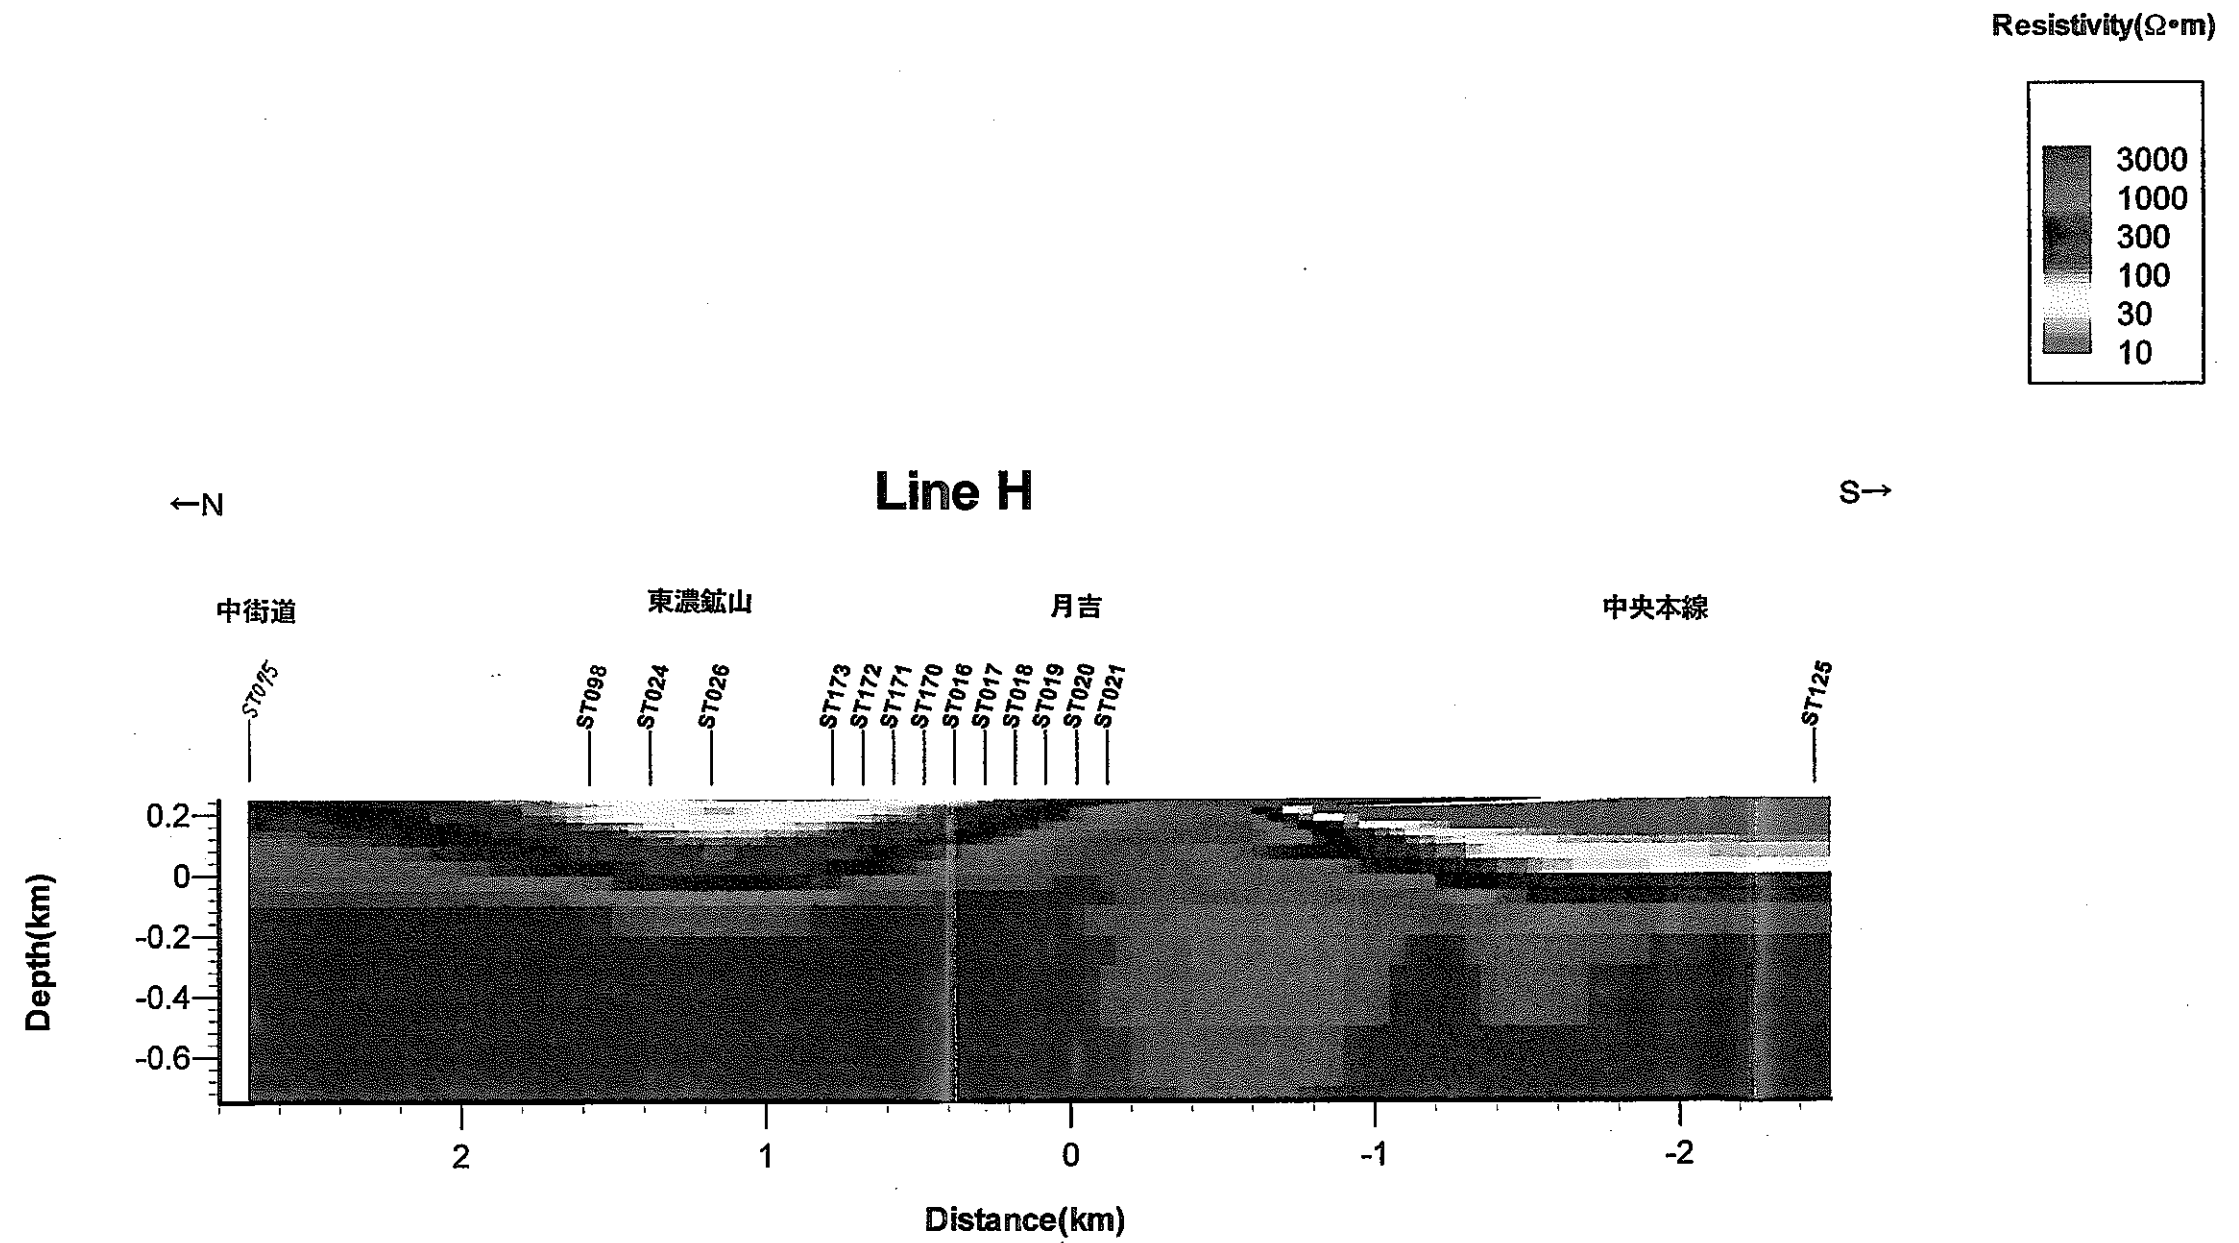 Resistivity(Ω•m)
3000
1000
300
100
30
10
Line H
←N
S→
中街道
東濃鉱山
月吉
中央本線
ST075
ST098
ST024
ST026
ST173
ST172
ST171
ST170
ST016
ST017
ST018
ST019
ST020
ST021
ST125
Depth(km)
0.2
0
-0.2
-0.4
-0.6
2
1
0
-1
-2
Distance(km)